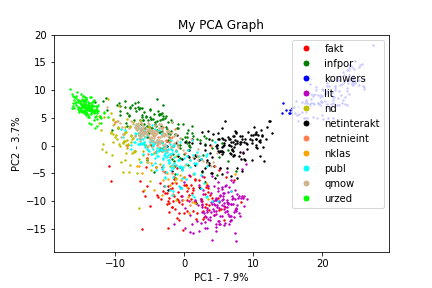 My PCA Graph
20
15
10
5
0
−5
−10
−15
PC2 - 3.7%
−10
0
10
20
PC1 - 7.9%
fakt
infpor
konwers
lit
nd
netinterakt
netnieint
nklas
publ
qmow
urzed